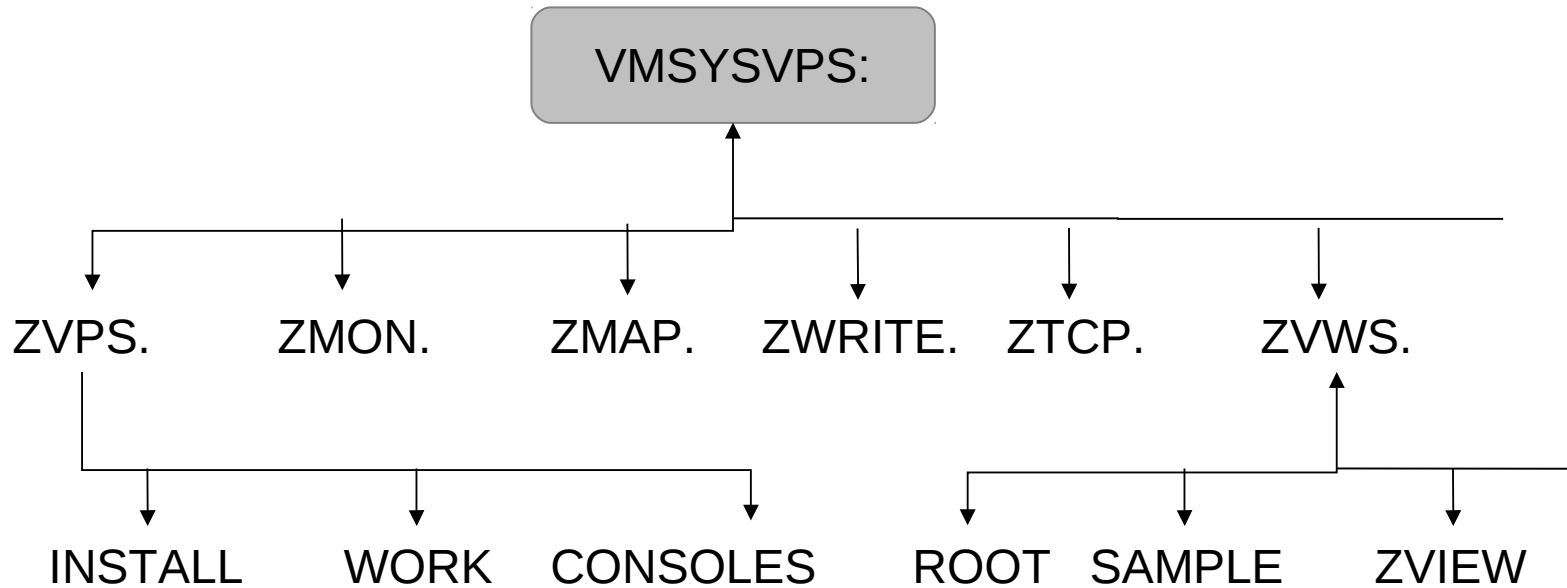 VMSYSVPS:
ZVPS. ZMON. ZMAP. ZWRITE. ZTCP. ZVWS.
INSTALL WORK CONSOLES ROOT SAMPLE ZVIEW